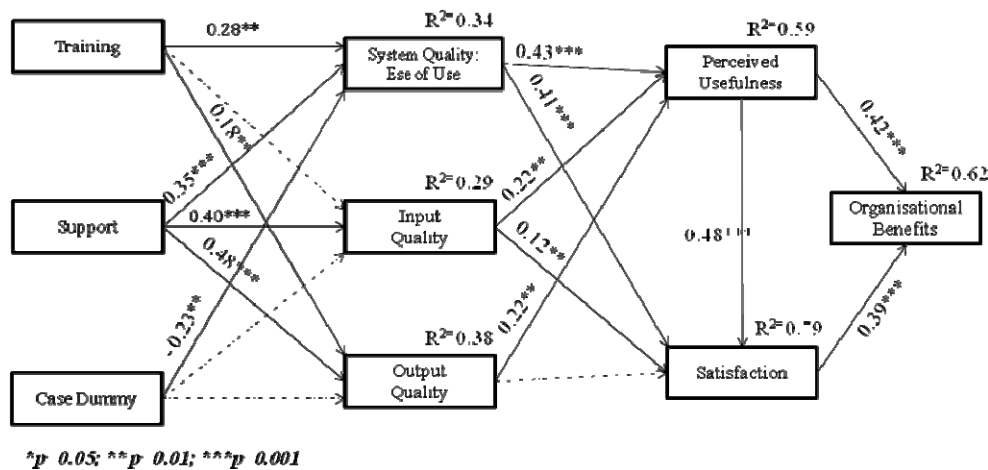 R²⁼0.34
R²⁼0.59
Training
0.28**
System Quality:
Ese of Use
0.43***
Perceived
Usefulness
0.41***
0.18**
0.42***
0.35***
R²⁼0.29
0.22**
R²⁼0.62
Support
0.40***
Input
Quality
Organisational
Benefits
0.48***
0.12**
0.48
-0.23**
0.22**
0.39***
R²⁼0.38
Case Dummy
Output
Quality
Satisfaction
*p 0.05; **p 0.01; ***p 0.001